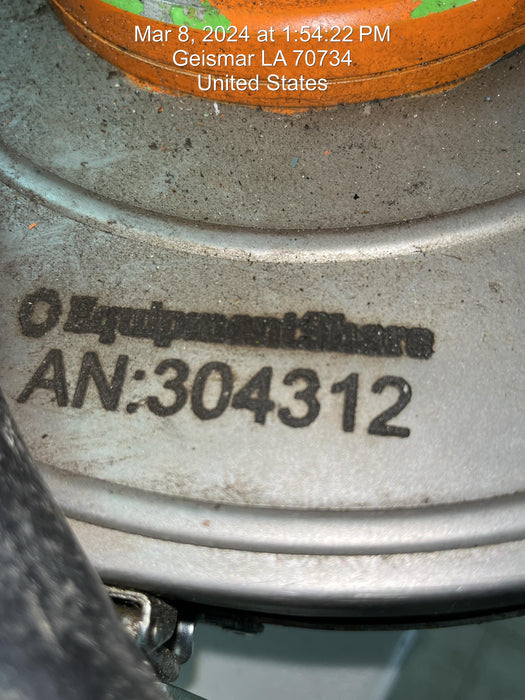 Mar 8, 2024 at 1:54:22 PM
Geismar LA 70734
United States
EquipmentShare
AN:304312